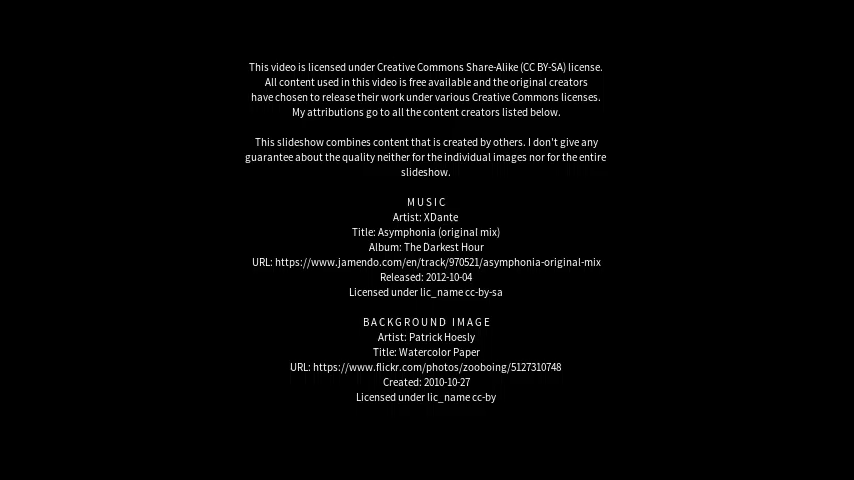 This video is licensed under Creative Commons Share-Alike (CC BY-SA) license.
All content used in this video is free available and the original creators
have chosen to release their work under various Creative Commons licenses.
My attributions go to all the content creators listed below.
This slideshow combines content that is created by others. I don't give any
guarantee about the quality neither for the individual images nor for the entire
slideshow.
MUSIC
Artist: XDante
Title: Asymphonia (original mix)
Album: The Darkest Hour
URL: https://www.jamendo.com/en/track/970521/asymphonia-original-mix
Released: 2012-10-04
Licensed under lic_name cc-by-sa
BACKGROUND IMAGE
Artist: Patrick Hoesly
Title: Watercolor Paper
URL: https://www.flickr.com/photos/zooboing/5127310748
Created: 2010-10-27
Licensed under lic_name cc-by